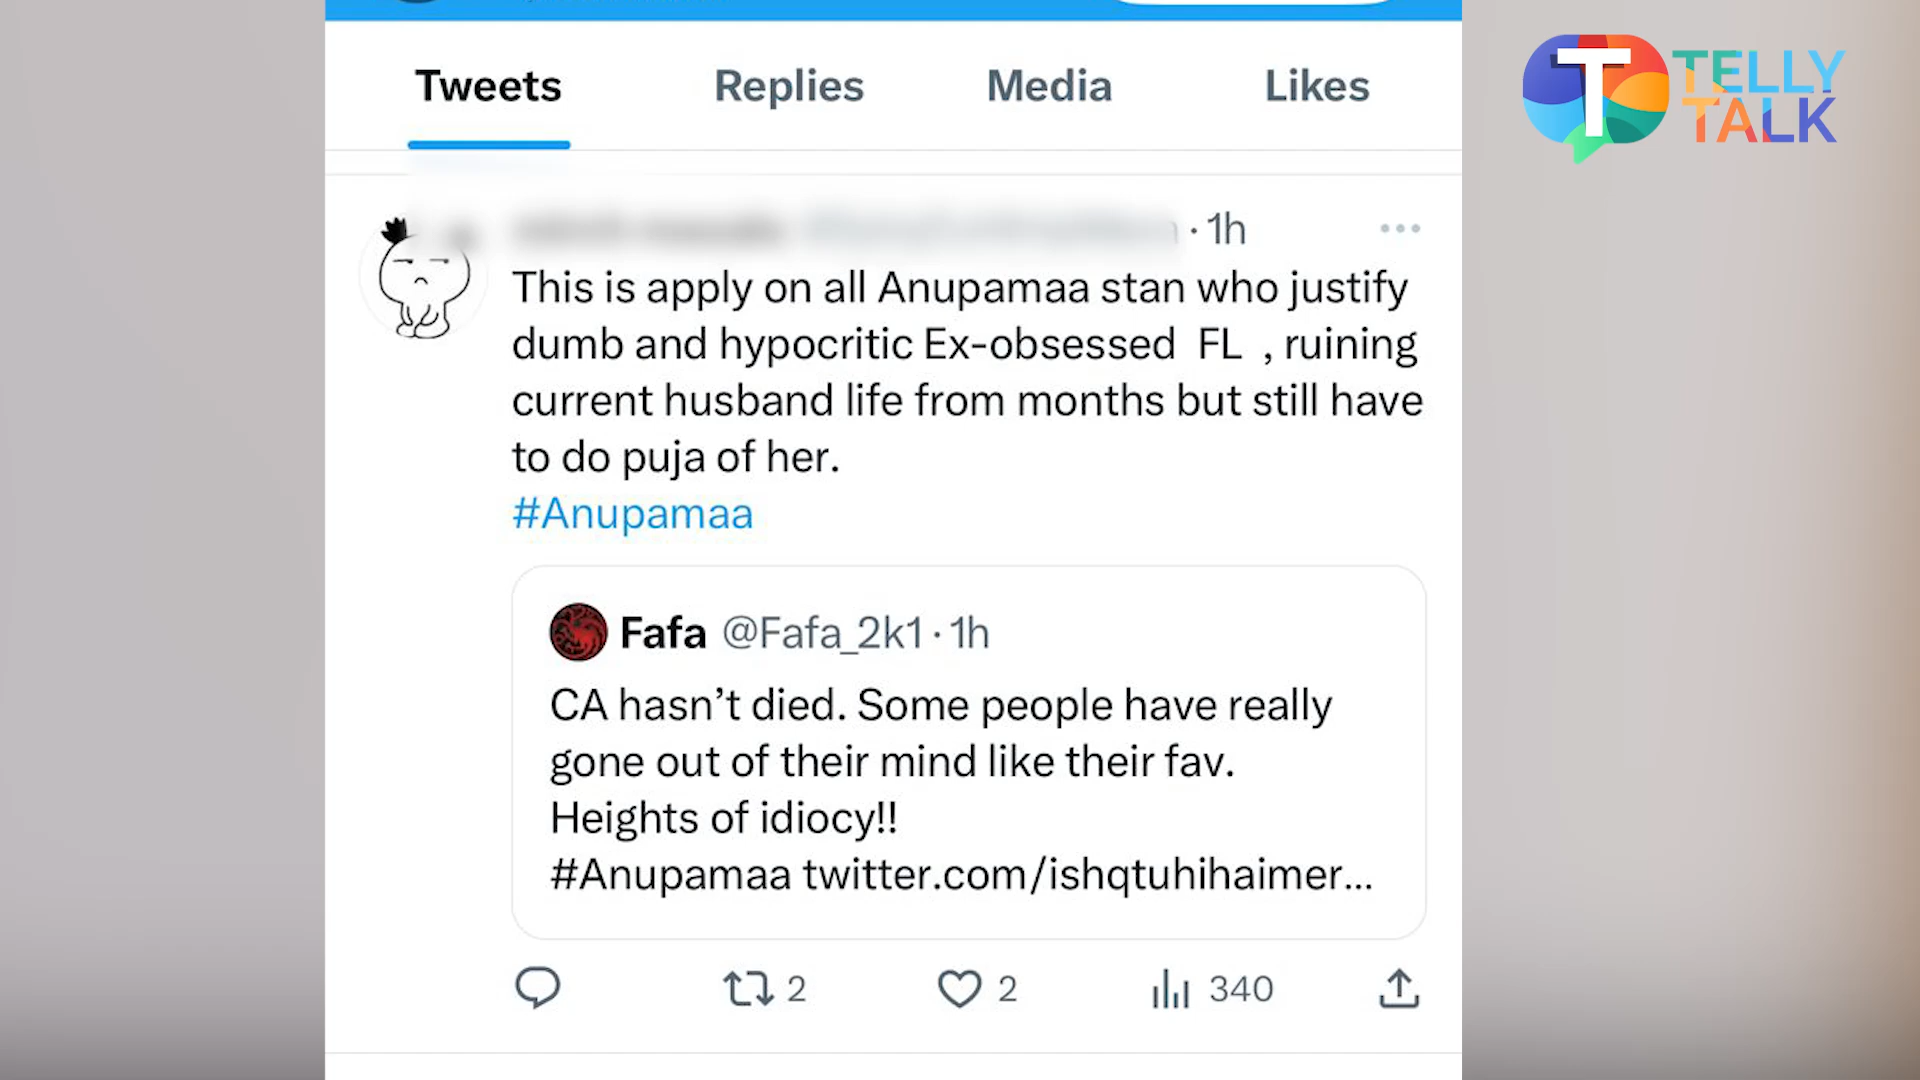 TELLY
TALK
Tweets Replies Media Likes
· 1h
This is apply on all Anupamaa stan who justify
dumb and hypocritic Ex-obsessed FL , ruining
current husband life from months but still have
to do puja of her.
#Anupamaa
Fafa @Fafa_2k1 · 1h
CA hasn’t died. Some people have really
gone out of their mind like their fav.
Heights of idiocy!!
#Anupamaa twitter.com/ishqtuhihaimer...
2 2 340